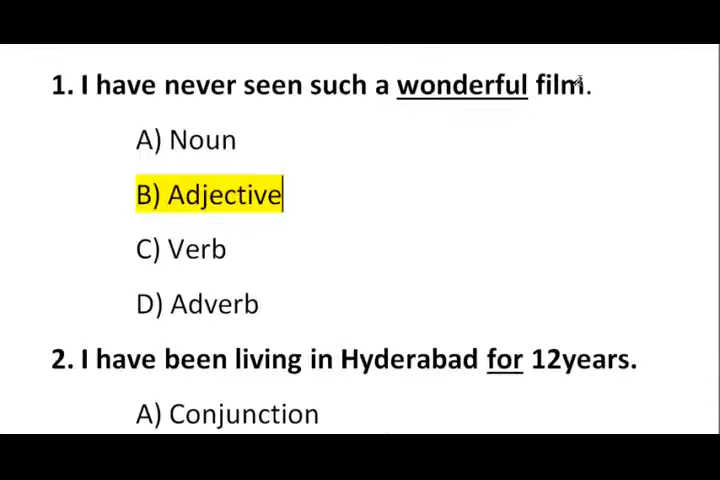 1. I have never seen such a wonderful film.
A) Noun
B) Adjective
C) Verb
D) Adverb
2. I have been living in Hyderabad for 12years.
A) Conjunction